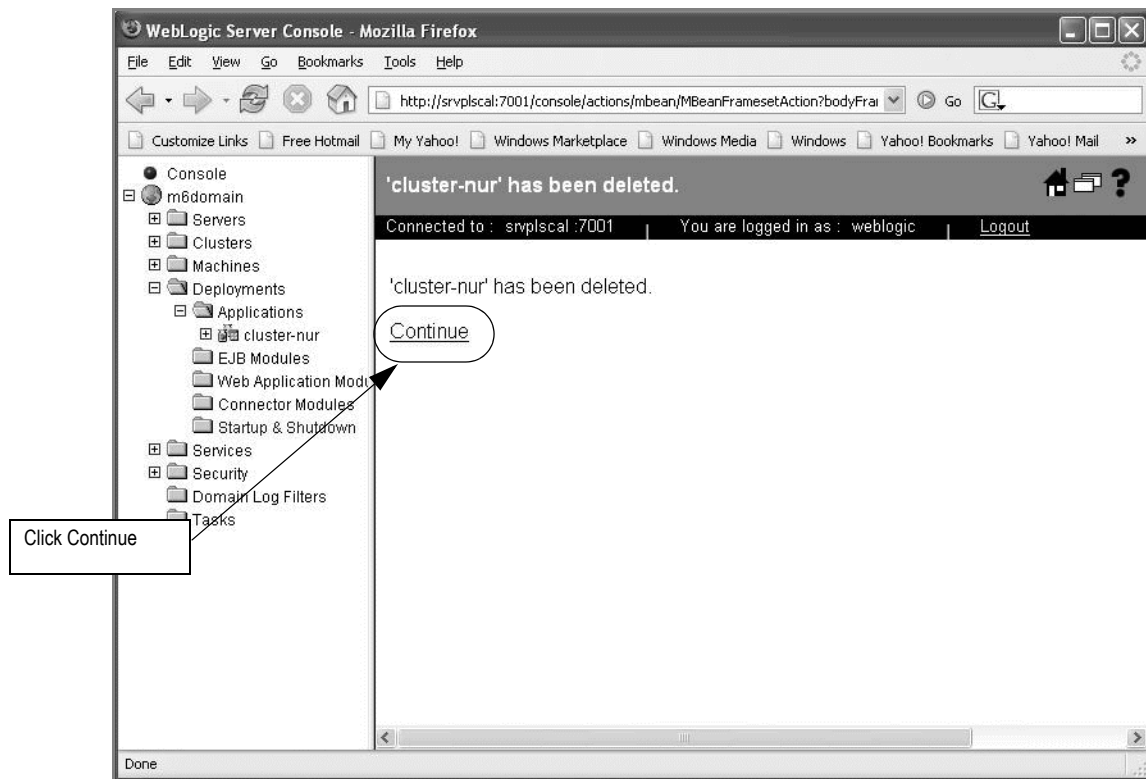 WebLogic Server Console - Mozilla Firefox
File Edit View Go Bookmarks Tools Help
http://srvplscal:7001/console/actions/mbean/MBeanFramesetAction?bodyFrai Go G
Customize Links Free Hotmail My Yahoo! Windows Marketplace Windows Media Windows Yahoo! Bookmarks Yahoo! Mail »
Console
m6domain
Servers
Clusters
Machines
Deployments
Applications
cluster-nur
EJB Modules
Web Application Modu
Connector Modules
Startup & Shutdown
Services
Security
Domain Log Filters
Tasks
'cluster-nur' has been deleted. ?
Connected to : srvplscal :7001 You are logged in as : weblogic Logout
'cluster-nur' has been deleted.
Continue
Click Continue
Done